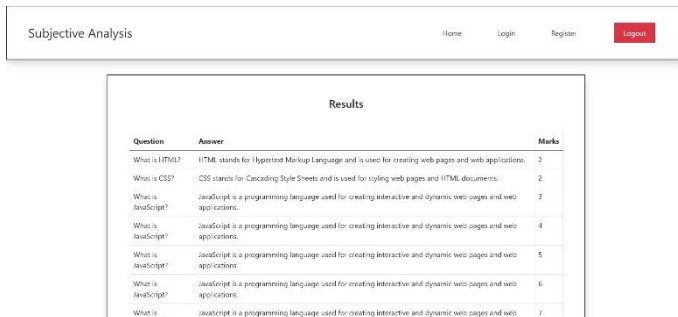 Subjective Analysis
Home Login Register Logout
Results
Question Answer Marks
What is HTML? HTML stands for Hypertext Markup Language and is used for creating web pages and web applications. 2
What is CSS? CSS stands for Cascading Style Sheets and is used for styling web pages and HTML documents. 2
What is JavaScript is a programming language used for creating interactive and dynamic web pages and web 3
JavaScript? applications.
What is JavaScript is a programming language used for creating interactive and dynamic web pages and web 4
JavaScript? applications.
What is JavaScript is a programming language used for creating interactive and dynamic web pages and web 5
JavaScript? applications.
What is JavaScript is a programming language used for creating interactive and dynamic web pages and web 6
JavaScript? applications.
What is JavaScript is a programming language used for creating interactive and dynamic web pages and web 7